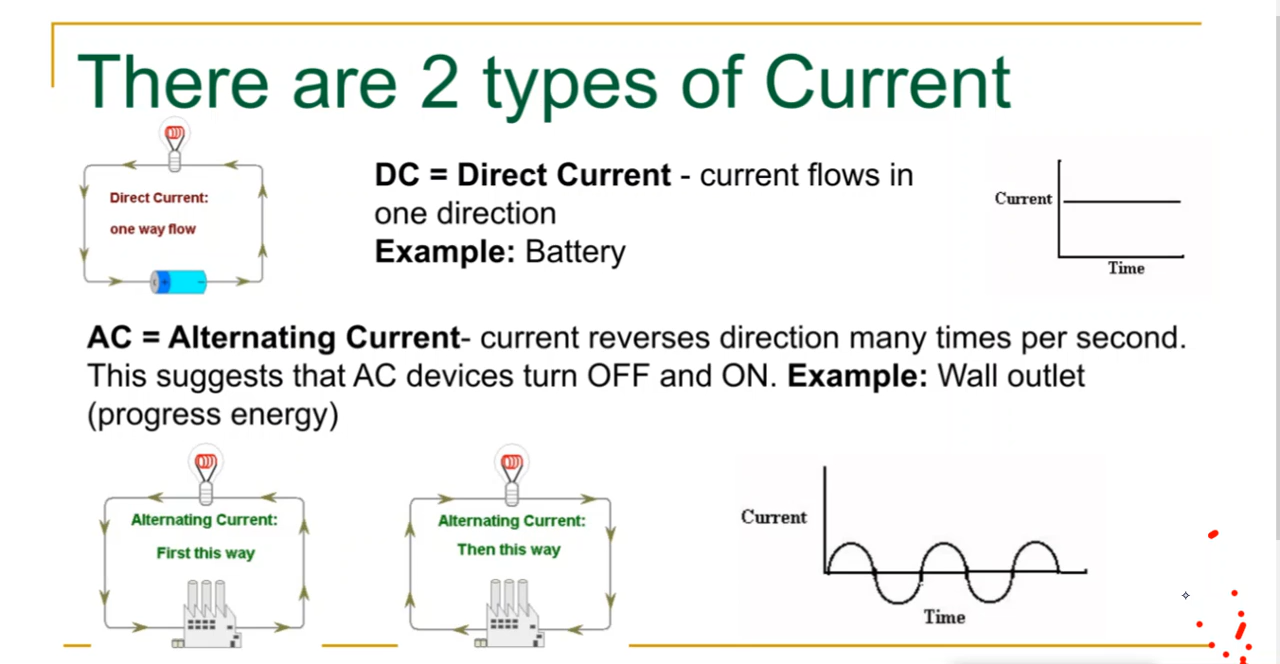 There are 2 types of Current
Direct Current:
one way flow
DC = Direct Current - current flows in
one direction
Example: Battery
Current
Time
AC = Alternating Current- current reverses direction many times per second.
This suggests that AC devices turn OFF and ON. Example: Wall outlet
(progress energy)
Alternating Current:
First this way
Alternating Current:
Then this way
Current
Time